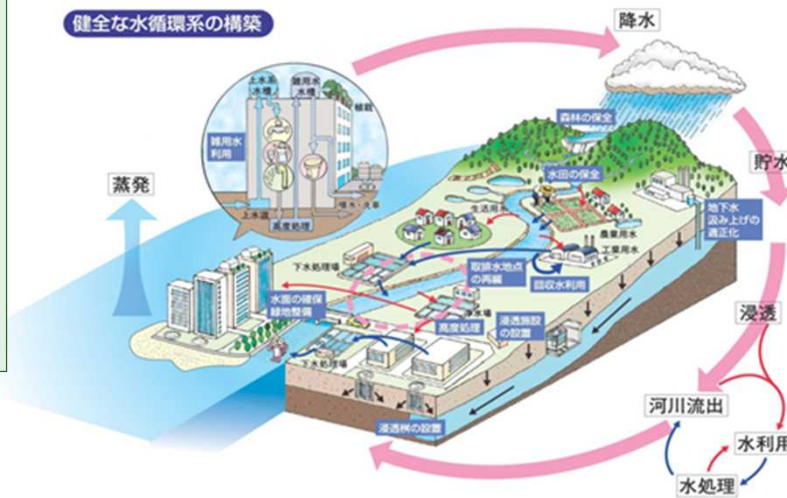 健全な水循環系の構築
降水
上水系
水槽
雑用水
水槽
植栽
雑用水
利用
上水道
高度処理
噴水・洗車
森林の保全
貯水
蒸発
水田の保全
生活用水
地下水
汲み上げの
適正化
農業用水
工業用水
下水処理場
取排水地点
の再編
回収水利用
水面の確保
緑地整備
浄水場
高度処理
浸透施設
の設置
浸透
下水処理場
河川流出
浸透桝の設置
水利用
水処理